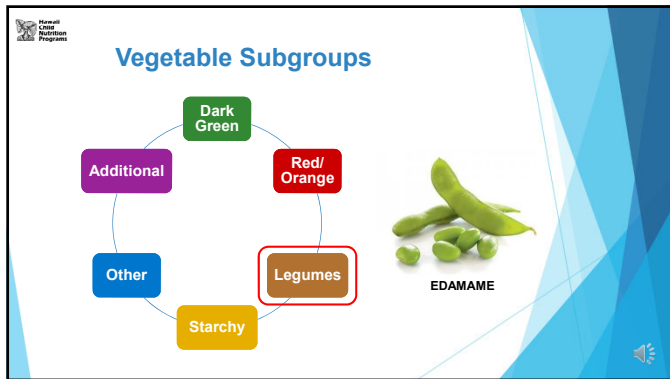 Hawaii
Child
Nutrition
Programs
Vegetable Subgroups
Dark
Green
Additional
Red/
Orange
Other
Legumes
Starchy
EDAMAME